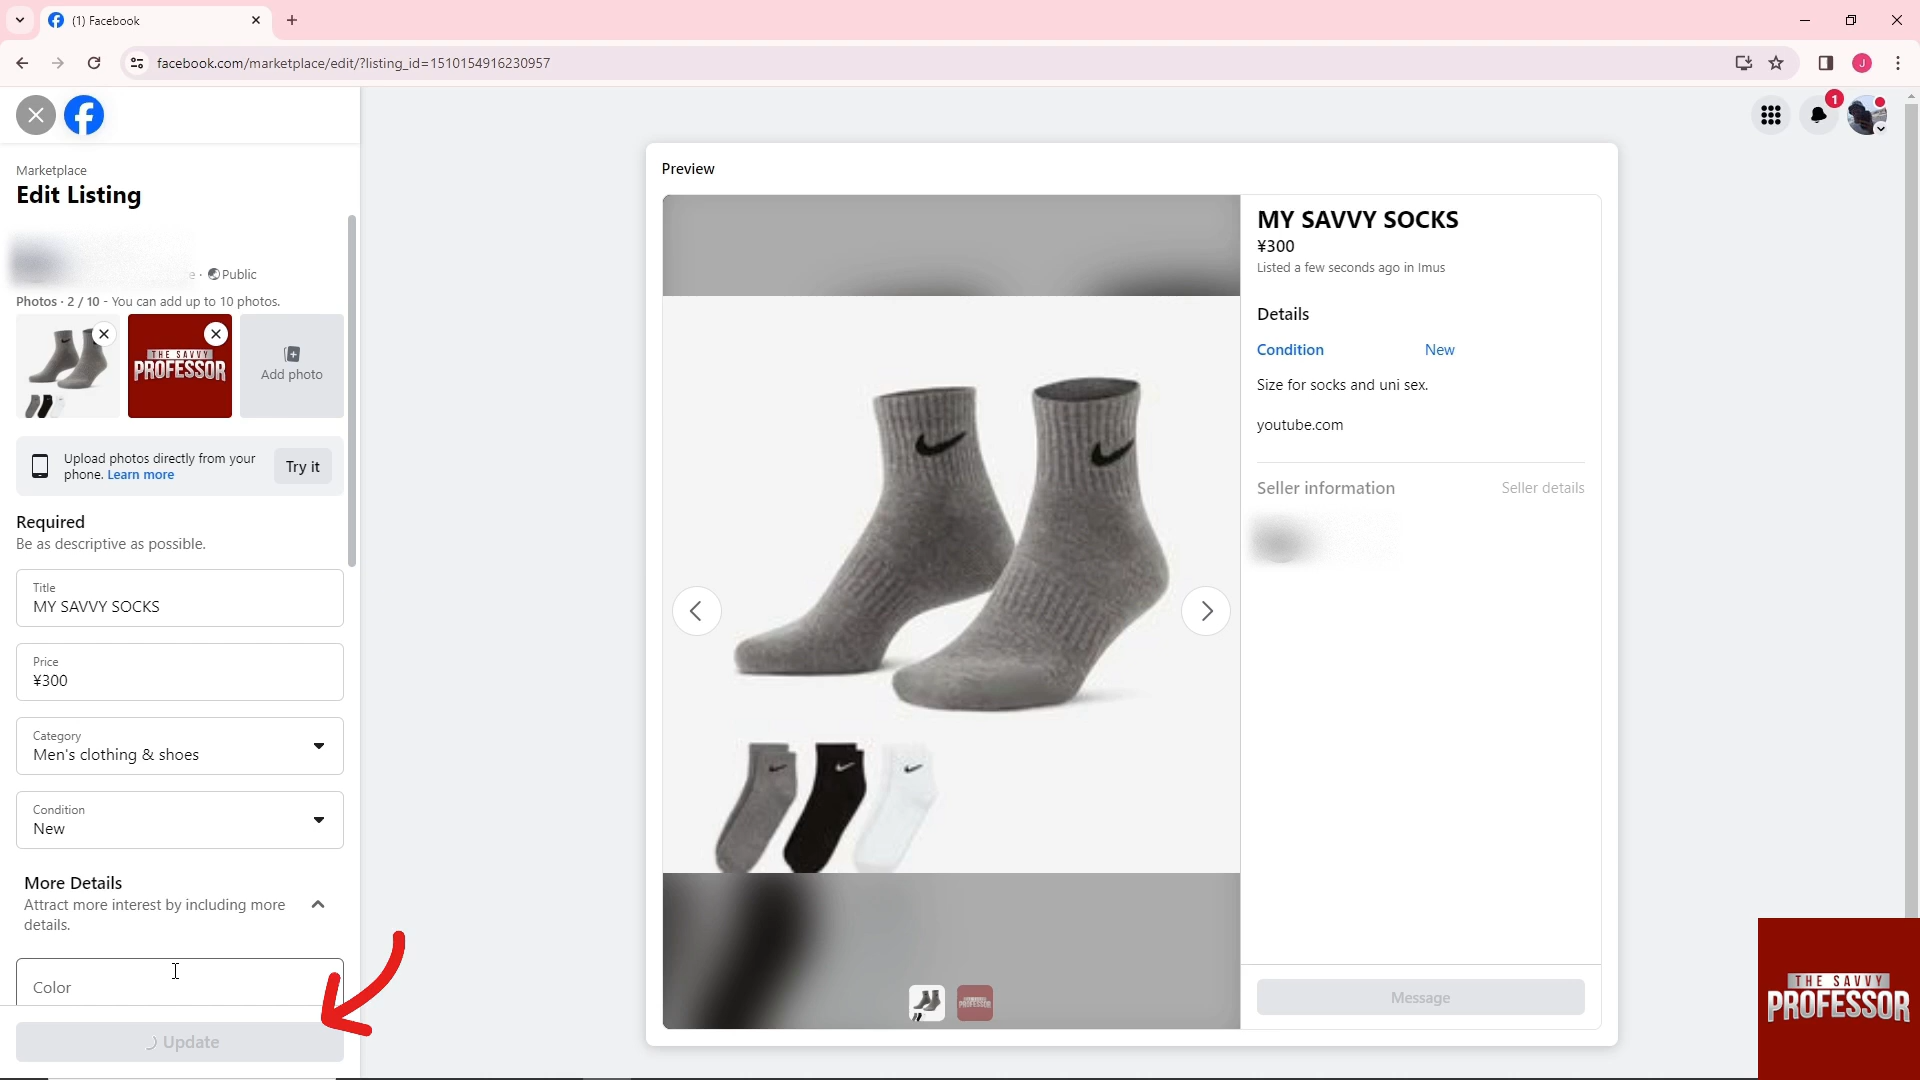 (1) Facebook
facebook.com/marketplace/edit/?listing_id=1510154916230957
J
1
Marketplace
Edit Listing
e · Public
Photos · 2 / 10 - You can add up to 10 photos.
THE SAVVY
PROFESSOR
Add photo
Upload photos directly from your
phone. Learn more
Try it
Required
Be as descriptive as possible.
Title
MY SAVVY SOCKS
Price
¥300
Category
Men's clothing & shoes
Condition
New
More Details
Attract more interest by including more
details.
Color
Update
Preview
MY SAVVY SOCKS
¥300
Listed a few seconds ago in Imus
Details
Condition New
Size for socks and uni sex.
youtube.com
Seller information Seller details
Message
THE SAVVY
PROFESSOR